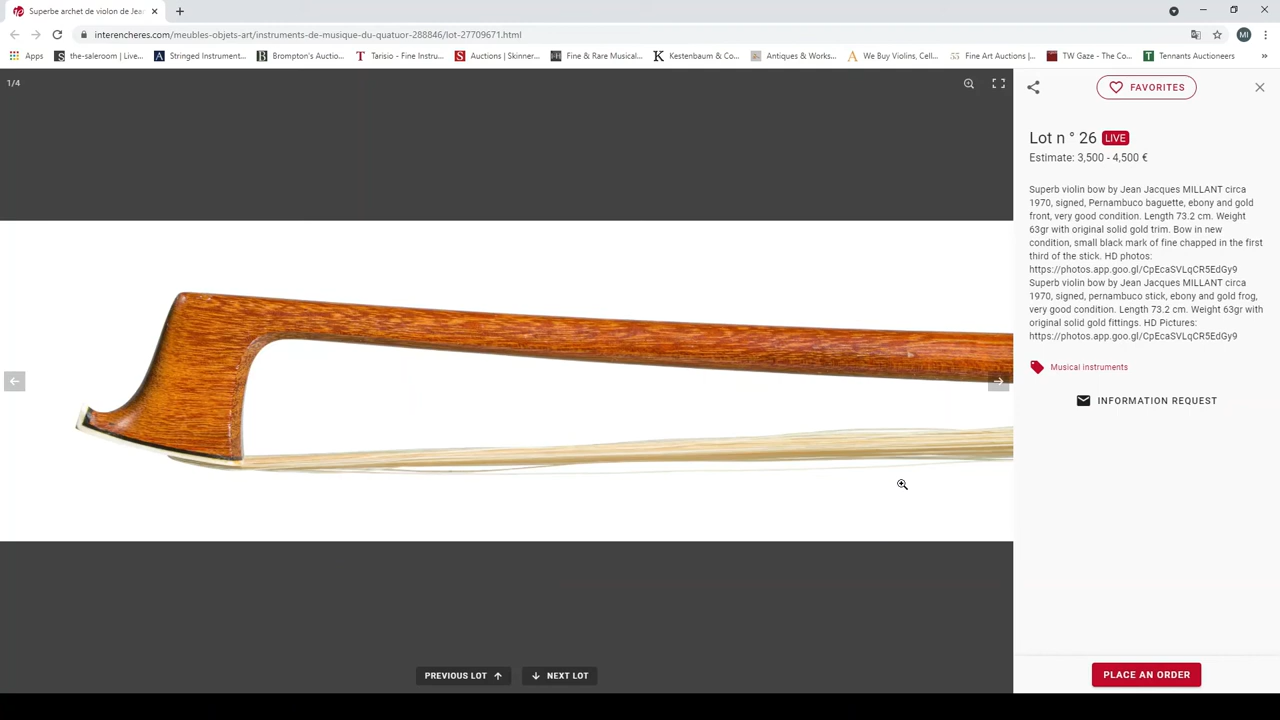 Superbe archet de violon de Jea
interencheres.com/meubles-objets-art/instruments-de-musique-du-quatuor-288846/lot-27709671.html
MI
Apps
the-saleroom | Live...
Stringed Instrument...
Brompton's Auctio...
Tarisio - Fine Instru...
Auctions | Skinner...
Fine & Rare Musical...
Kestenbaum & Co...
Antiques & Works...
We Buy Violins, Cell...
Fine Art Auctions |...
TW Gaze - The Co...
Tennants Auctioneers
1/4
FAVORITES
Lot n ° 26 LIVE
Estimate: 3,500 - 4,500 €
Superb violin bow by Jean Jacques MILLANT circa
1970, signed, Pernambuco baguette, ebony and gold
front, very good condition. Length 73.2 cm. Weight
63gr with original solid gold trim. Bow in new
condition, small black mark of fine chapped in the first
third of the stick. HD photos:
https://photos.app.goo.gl/CpEcaSVLqCR5EdGy9
Superb violin bow by Jean Jacques MILLANT circa
1970, signed, pernambuco stick, ebony and gold frog,
very good condition. Length 73.2 cm. Weight 63gr with
original solid gold fittings. HD Pictures:
https://photos.app.goo.gl/CpEcaSVLqCR5EdGy9
Musical instruments
INFORMATION REQUEST
PREVIOUS LOT
NEXT LOT
PLACE AN ORDER